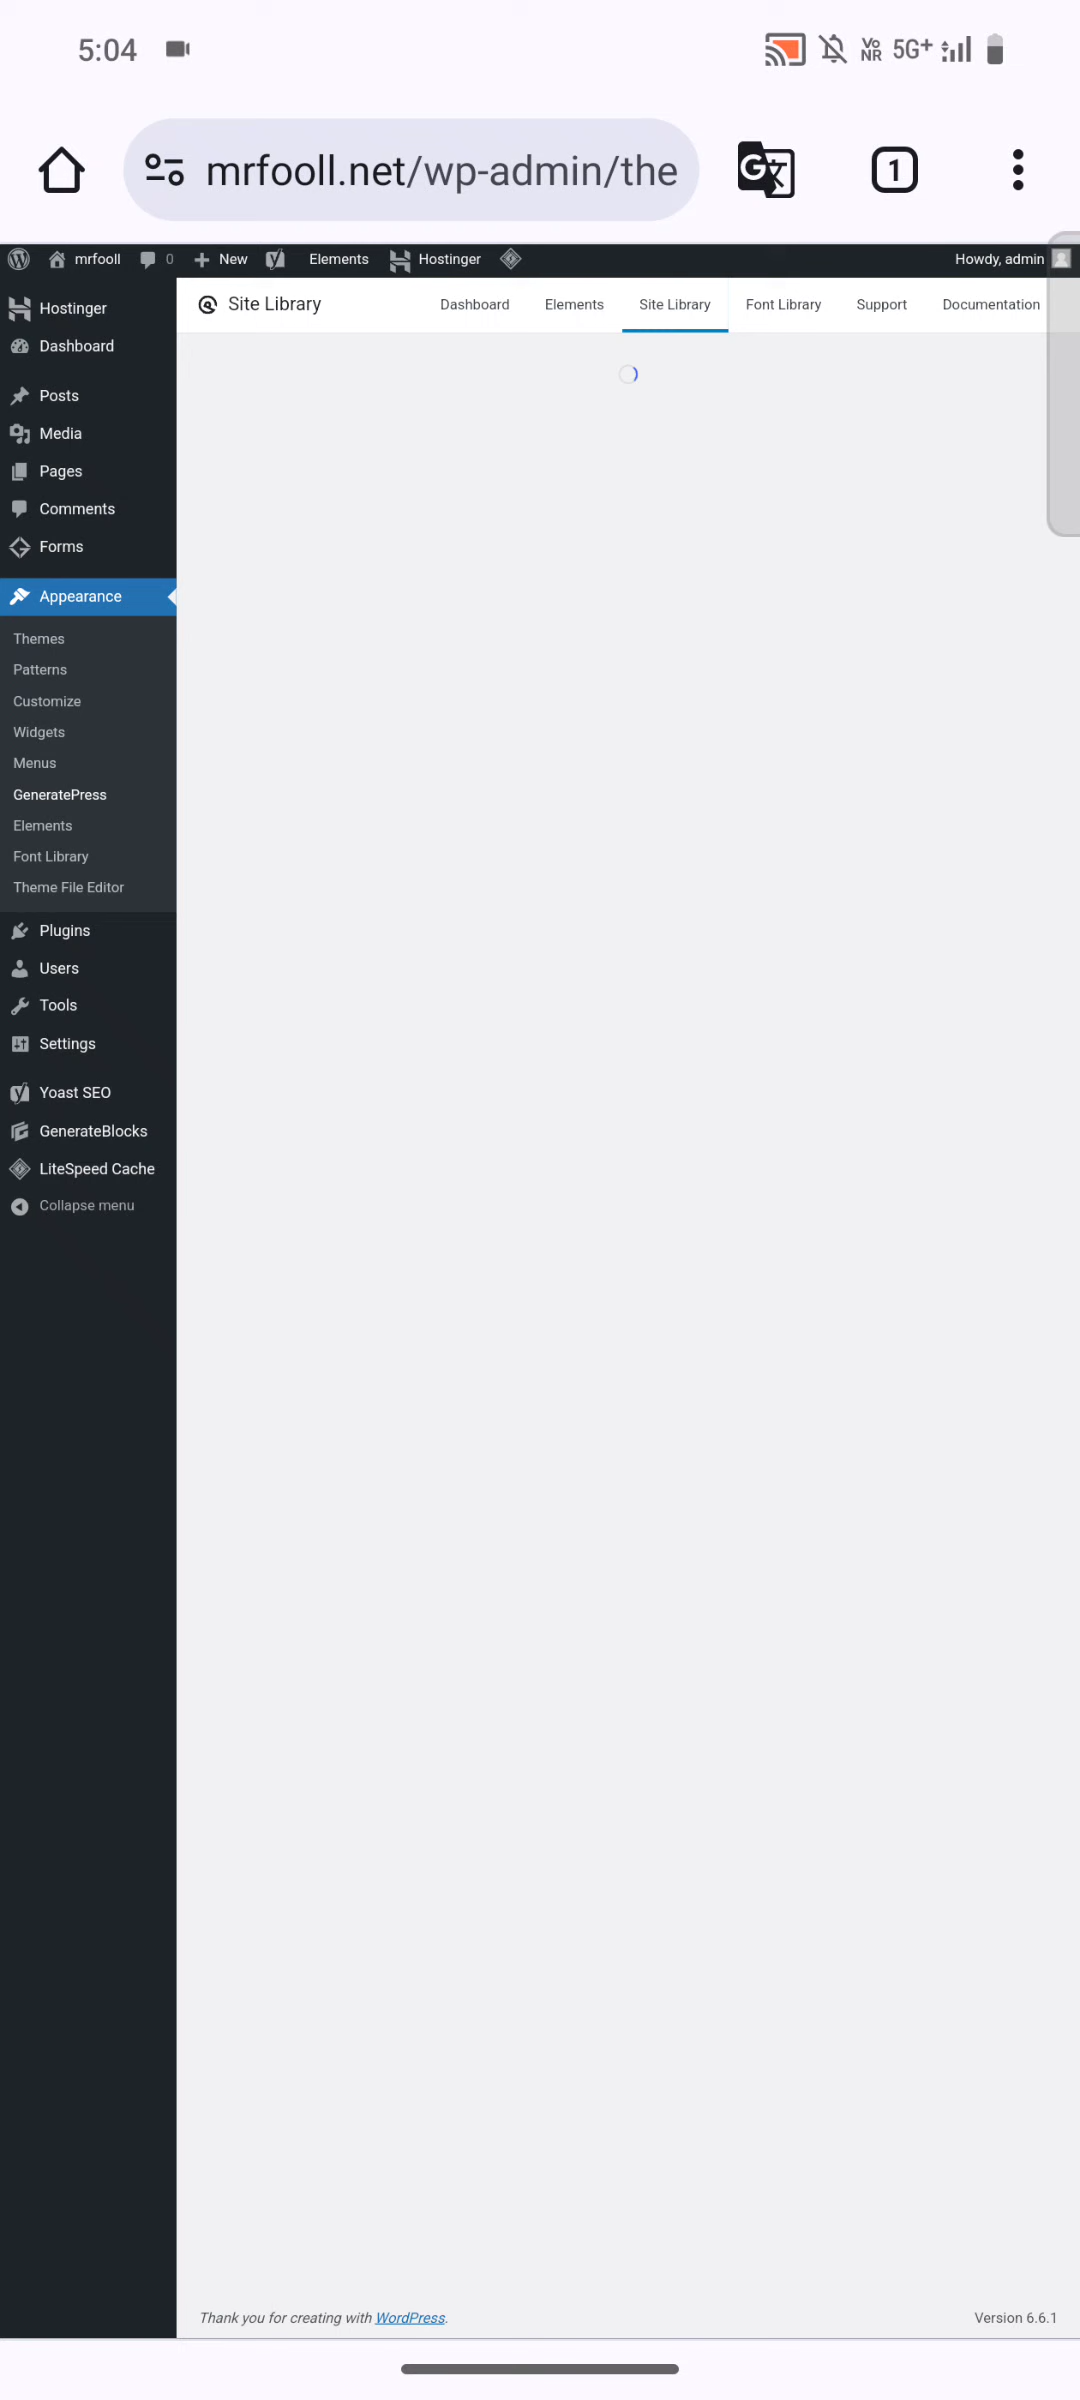 5:04
Vo
NR
5G+
mrfooll.net/wp-admin/the
G
1
mrfooll
0
New
Elements
Hostinger
Howdy, admin
Hostinger
Site Library
Dashboard
Elements
Site Library
Font Library
Support
Documentation
Dashboard
Posts
Media
Pages
Comments
Forms
Appearance
Themes
Patterns
Customize
Widgets
Menus
GeneratePress
Elements
Font Library
Theme File Editor
Plugins
Users
Tools
Settings
Yoast SEO
GenerateBlocks
LiteSpeed Cache
Collapse menu
Thank you for creating with WordPress.
Version 6.6.1